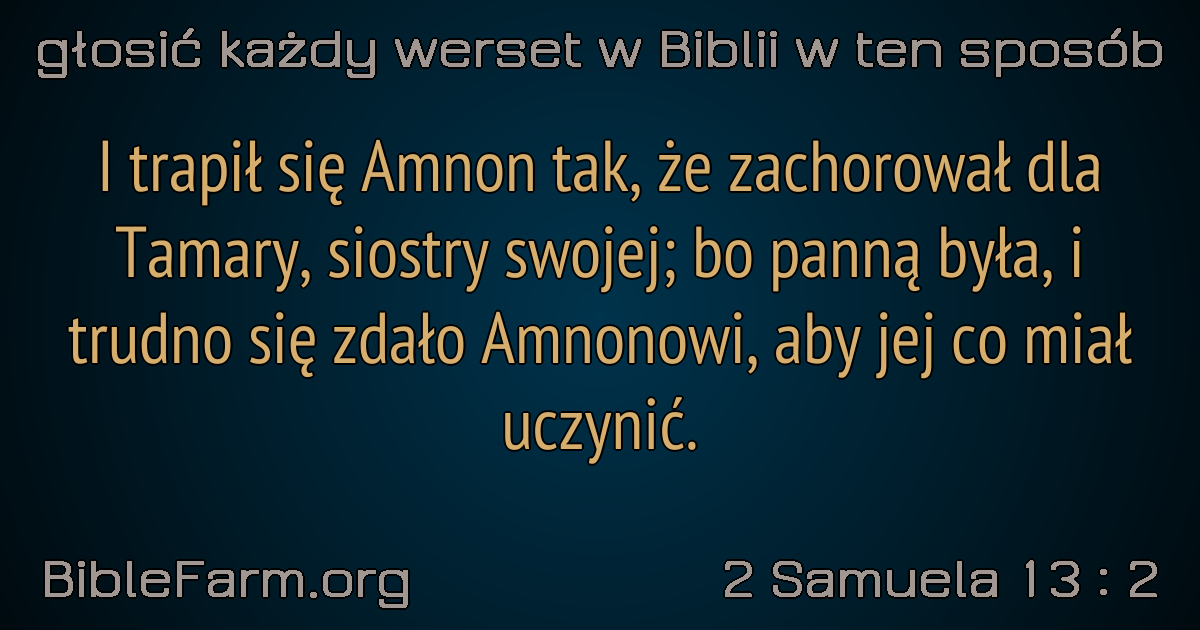 głosić każdy werset w Biblii w ten sposób
I trapił się Amnon tak, że zachorował dla
Tamary, siostry swojej; bo panną była, i
trudno się zdało Amnonowi, aby jej co miał
uczynić.
BibleFarm.org
2 Samuela 13 : 2